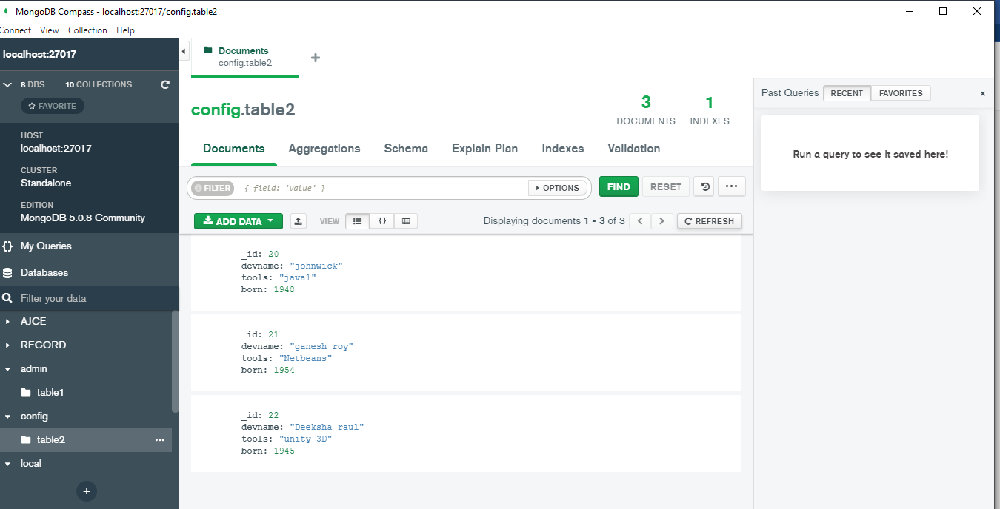 MongoDB Compass - localhost:27017/config.table2
Connect View Collection Help
localhost:27017
8 DBS 10 COLLECTIONS
FAVORITE
HOST
localhost:27017
CLUSTER
Standalone
EDITION
MongoDB 5.0.8 Community
My Queries
Databases
Filter your data
AJCE
RECORD
admin
table1
config
table2
local
+
Documents
config.table2
+
config.table2
3
DOCUMENTS
1
INDEXES
Documents Aggregations Schema Explain Plan Indexes Validation
FILTER { field: 'value' } OPTIONS FIND RESET
ADD DATA VIEW {} Displaying documents 1 - 3 of 3 < > REFRESH
_id: 20
devname: "johnwick"
tools: "java1"
born: 1948
_id: 21
devname: "ganesh roy"
tools: "Netbeans"
born: 1954
_id: 22
devname: "Deeksha raul"
tools: "unity 3D"
born: 1945
Past Queries RECENT FAVORITES ×
Run a query to see it saved here!